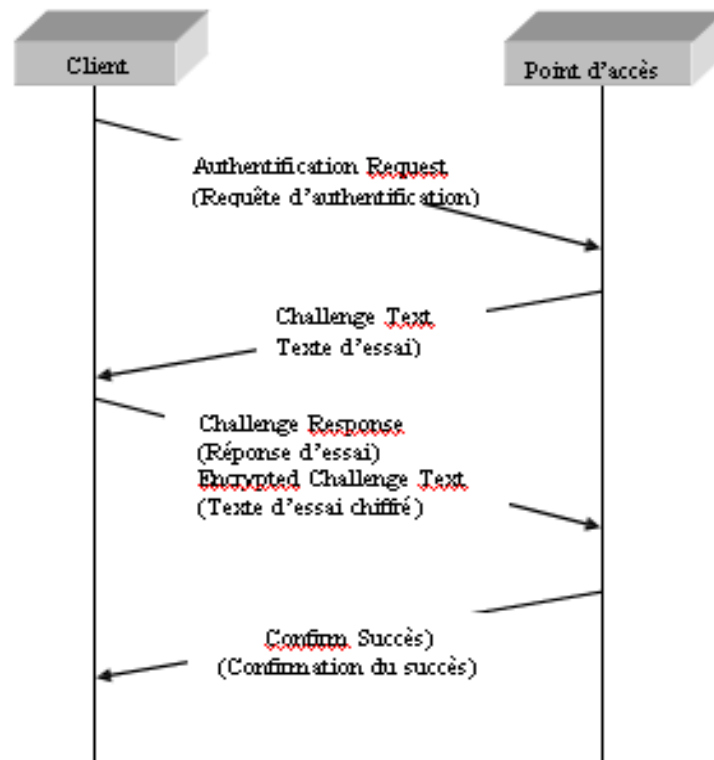 Client
Point d'accès
Authentification Request
(Requête d'authentification)
Challenge Text
Texte d'essai)
Challenge Response
(Réponse d'essai)
Encrypted Challenge Text
(Texte d'essai chiffré)
Confirm Succès)
(Confirmation du succès)